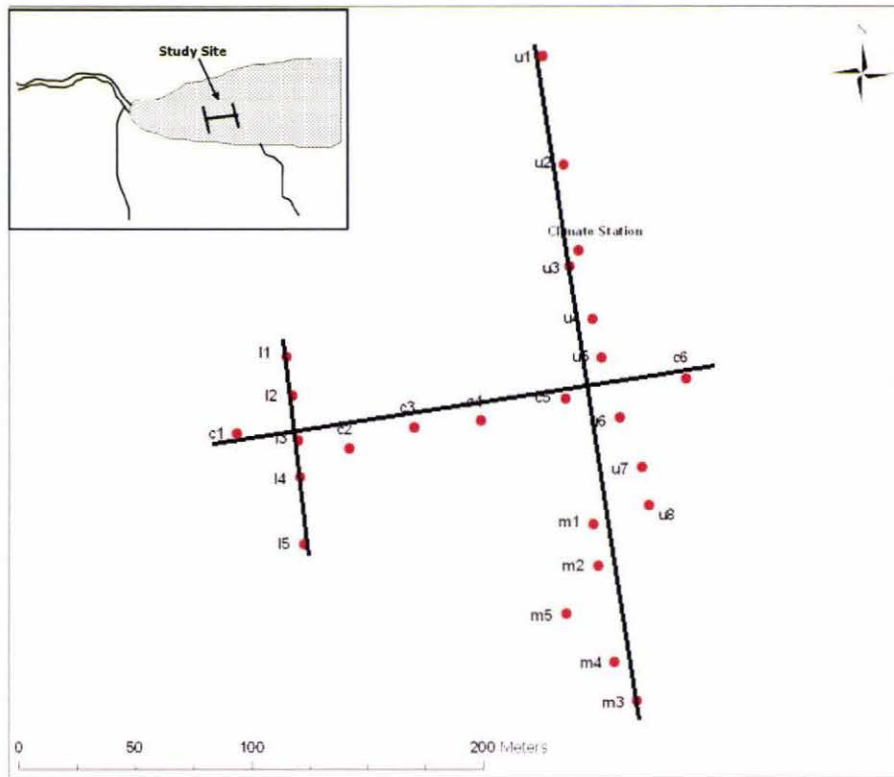 Study Site
N
u1
u2
Climate Station
u3
u4
u5
c6
l1
l2
c3
c4
c5
c1
l3
c2
u6
l4
u7
u8
m1
l5
m2
m5
m4
m3
0 50 100 200 Meters